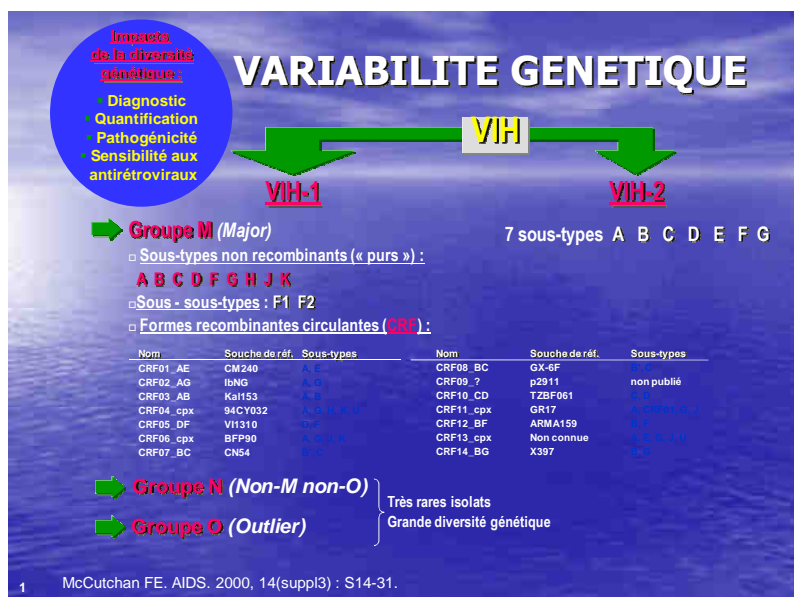 Impacts
de la diversité
génétique :
Diagnostic
Quantification
Pathogénicité
Sensibilité aux
antirétroviraux
VARIABILITE GENETIQUE
VIH
VIH-1
VIH-2
Groupe M (Major)
7 sous-types A B C D E F G
Sous-types non recombinants (« purs ») :
A B C D F G H J K
Sous - sous-types : F1 F2
Formes recombinantes circulantes (CRF) :
Nom Souche de réf. Sous-types
CRF01_AE CM240 A, E
CRF02_AG IbNG A, G
CRF03_AB Kal153 A, B
CRF04_cpx 94CY032
CRF05_DF VI1310 D, F
CRF06_cpx BFP90
CRF07_BC CN54
Nom Souche de réf. Sous-types
CRF08_BC GX-6F
CRF09_? p2911 non publié
CRF10_CD TZBF061 C, D
CRF11_cpx GR17
CRF12_BF ARMA159 B, F
CRF13_cpx Non connue
CRF14_BG X397 B, G
Groupe N (Non-M non-O)
Groupe O (Outlier)
Très rares isolats
Grande diversité génétique
1
McCutchan FE. AIDS. 2000, 14(suppl3) : S14-31.